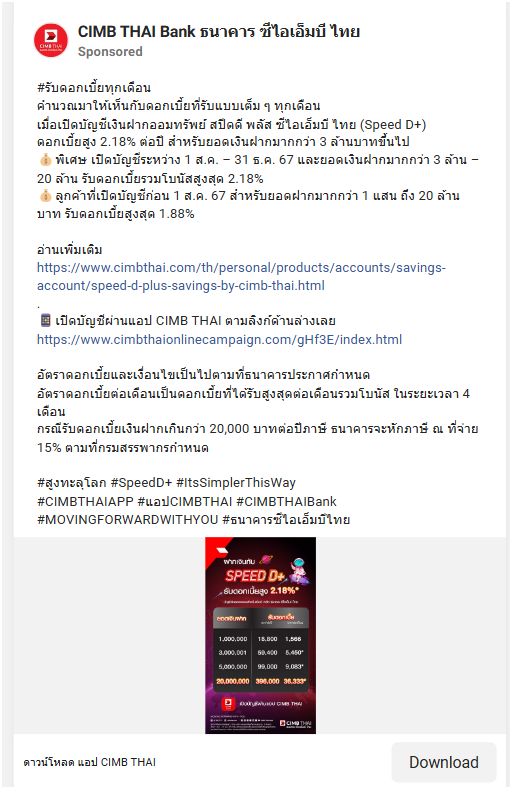 CIMB THAI Bank ธนาคาร ซีไอเอ็มบี ไทย
Sponsored
#รับดอกเบี้ยทุกเดือน
คำนวณมาให้เห็นกับดอกเบี้ยที่รับแบบเต็ม ๆ ทุกเดือน
เมื่อเปิดบัญชีเงินฝากออมทรัพย์ สปีดดี พลัส ซีไอเอ็มบี ไทย (Speed D+)
ดอกเบี้ยสูง 2.18% ต่อปี สำหรับยอดเงินฝากมากกว่า 3 ล้านบาทขึ้นไป
💰 พิเศษ เปิดบัญชีระหว่าง 1 ส.ค. – 31 ธ.ค. 67 และยอดเงินฝากมากกว่า 3 ล้าน –
20 ล้าน รับดอกเบี้ยรวมโบนัสสูงสุด 2.18%
💰 ลูกค้าที่เปิดบัญชีก่อน 1 ส.ค. 67 สำหรับยอดฝากมากกว่า 1 แสน ถึง 20 ล้าน
บาท รับดอกเบี้ยสูงสุด 1.88%
อ่านเพิ่มเติม
https://www.cimbthai.com/th/personal/products/accounts/savings-
account/speed-d-plus-savings-by-cimb-thai.html
.
📱 เปิดบัญชีผ่านแอป CIMB THAI ตามลิงก์ด้านล่างเลย
https://www.cimbthaionlinecampaign.com/gHf3E/index.html
อัตราดอกเบี้ยและเงื่อนไขเป็นไปตามที่ธนาคารประกาศกำหนด
อัตราดอกเบี้ยต่อเดือนเป็นดอกเบี้ยที่ได้รับสูงสุดต่อเดือนรวมโบนัส ในระยะเวลา 4
เดือน
กรณีรับดอกเบี้ยเงินฝากเกินกว่า 20,000 บาทต่อปีภาษี ธนาคารจะหักภาษี ณ ที่จ่าย
15% ตามที่กรมสรรพากรกำหนด
#สูงทะลุโลก #SpeedD+ #ItsSimplerThisWay
#CIMBTHAIAPP #แอปCIMBTHAI #CIMBTHAIBank
#MOVINGFORWARDWITHYOU #ธนาคารซีไอเอ็มบีไทย
ฝากเงินกับ
SPEED D+
รับดอกเบี้ยสูง 2.18%*
ยอดเงินฝาก รับดอกเบี้ย
1,000,000 18,800 1,566
3,000,001 59,400 5,450*
5,000,000 99,000 9,083*
20,000,000 396,000 36,333*
เปิดบัญชีผ่านแอป CIMB THAI
CIMB THAI
ดาวน์โหลด แอป CIMB THAI
Download